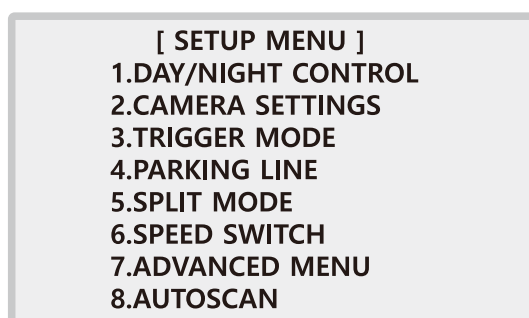 [ SETUP MENU ]
1.DAY/NIGHT CONTROL
2.CAMERA SETTINGS
3.TRIGGER MODE
4.PARKING LINE
5.SPLIT MODE
6.SPEED SWITCH
7.ADVANCED MENU
8.AUTOSCAN